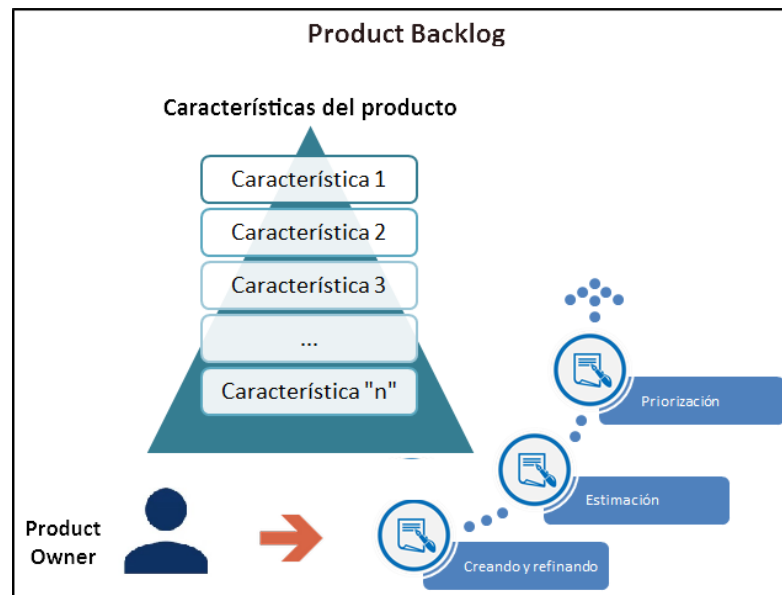 Product Backlog
Características del producto
Característica 1
Característica 2
Característica 3
...
Característica "n"
Priorización
Estimación
Creando y refinando
Product
Owner